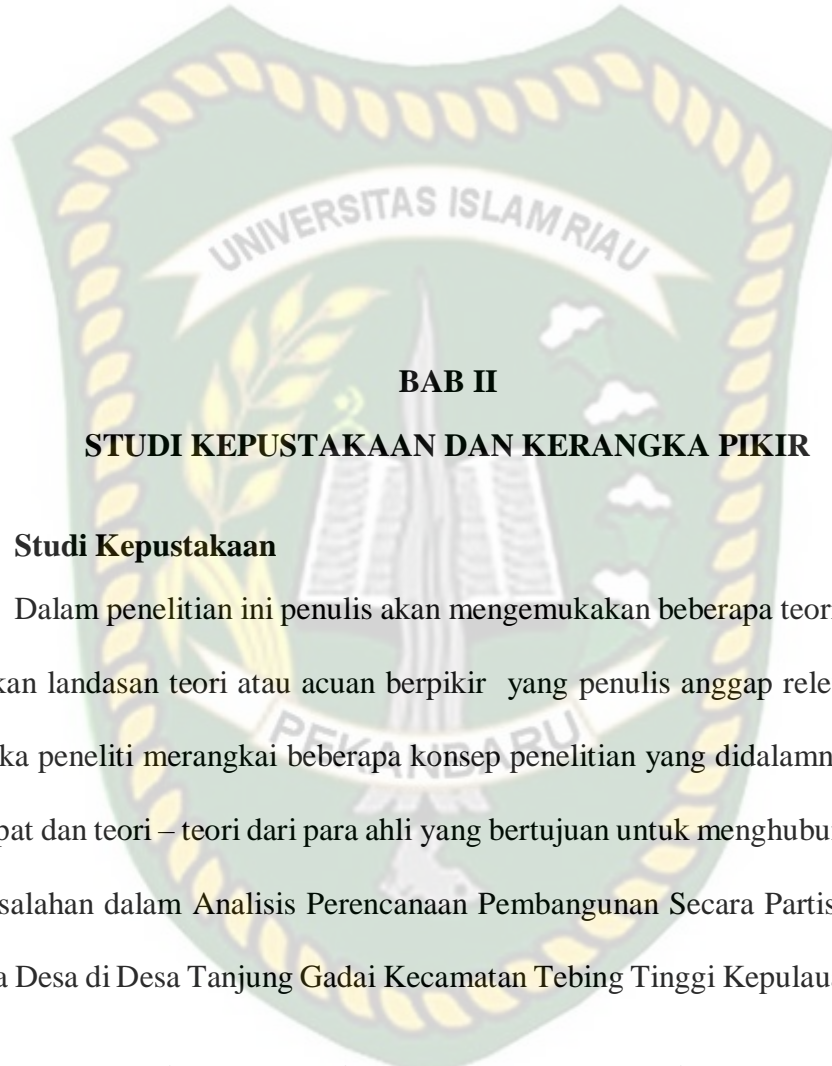 UNIVERSITAS ISLAM RIAU
BAB II
STUDI KEPUSTAKAAN DAN KERANGKA PIKIR
Studi Kepustakaan
Dalam penelitian ini penulis akan mengemukakan beberapa teori
kan landasan teori atau acuan berpikir yang penulis anggap rele
ka peneliti merangkai beberapa konsep penelitian yang didalamn
PEKANBARU
pat dan teori – teori dari para ahli yang bertujuan untuk menghubu
salahan dalam Analisis Perencanaan Pembangunan Secara Partis
a Desa di Desa Tanjung Gadai Kecamatan Tebing Tinggi Kepulaua